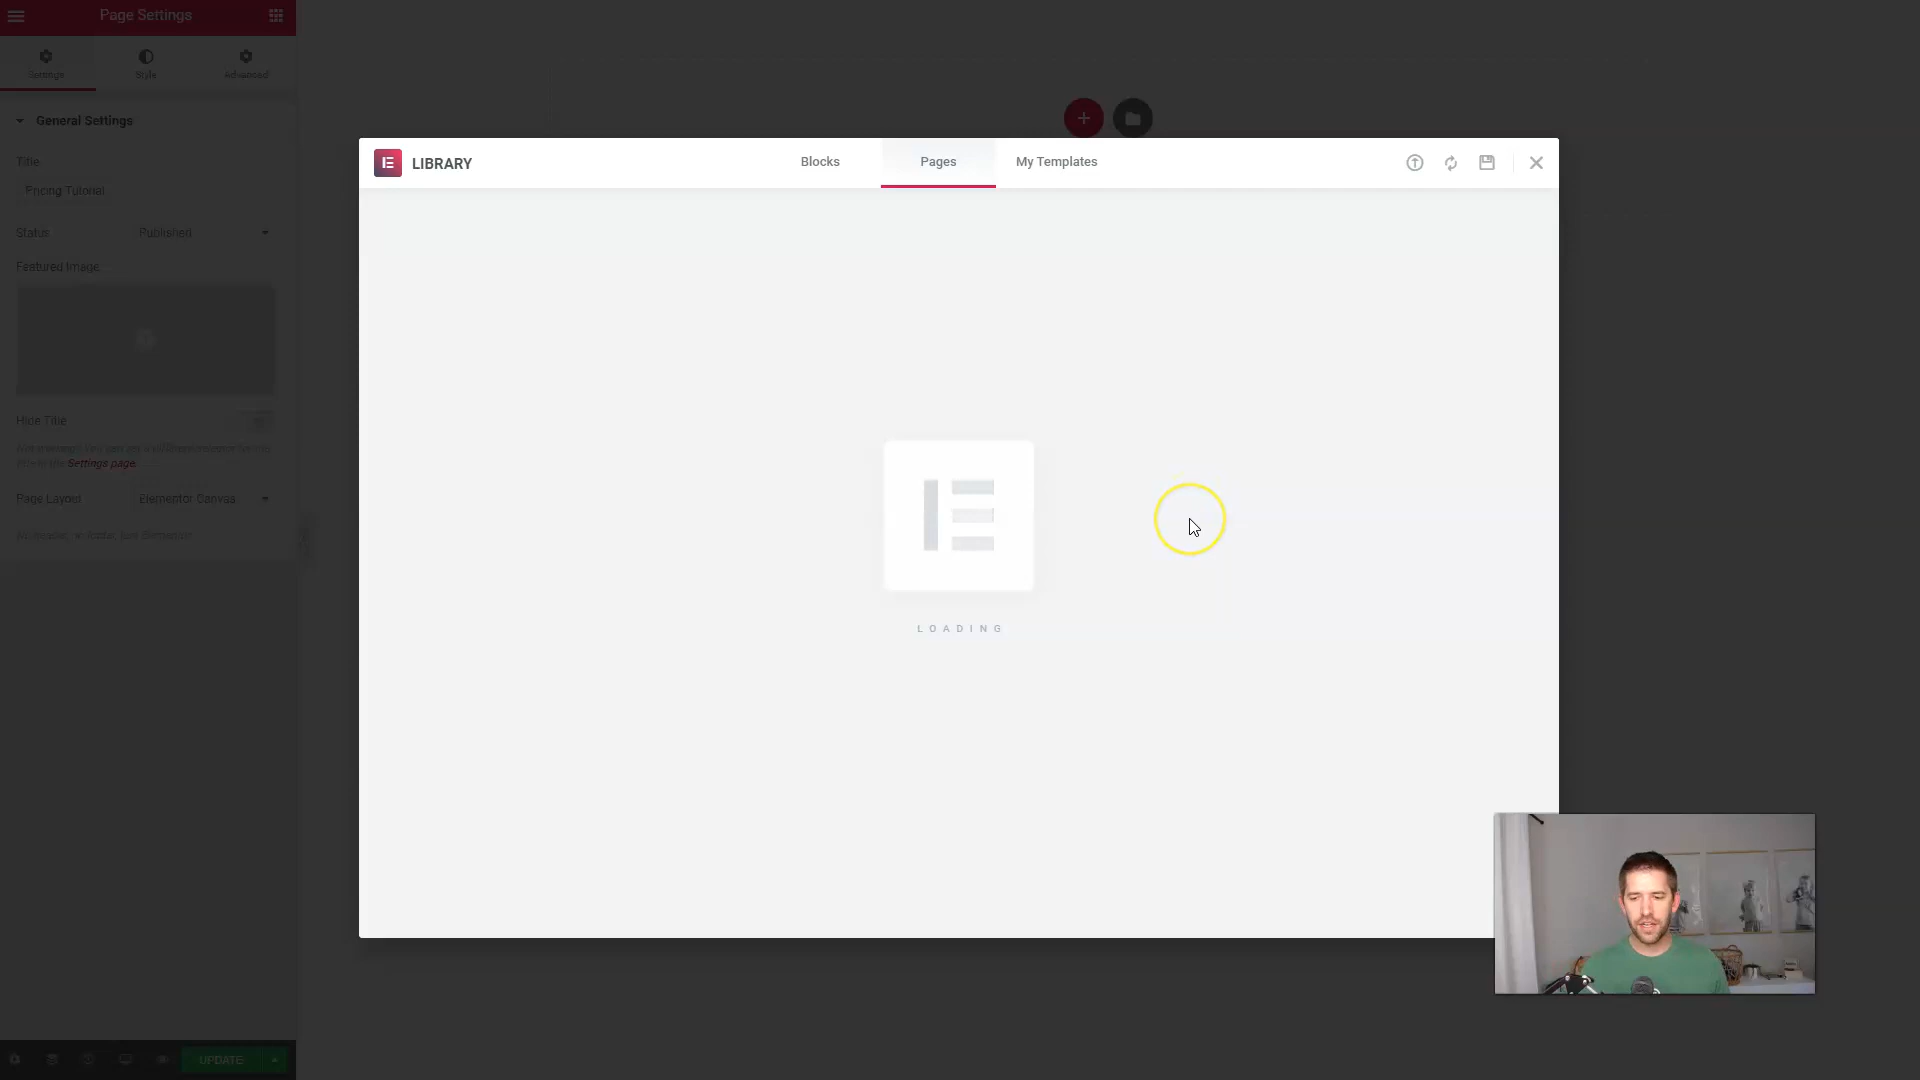 Page Settings
Settings
Style
Advanced
General Settings
Title
Pricing Tutorial
Status
Published
Featured Image
Hide Title
Settings page
Page Layout
Elementor Canvas
UPDATE
LIBRARY
Blocks
Pages
My Templates
LOADING